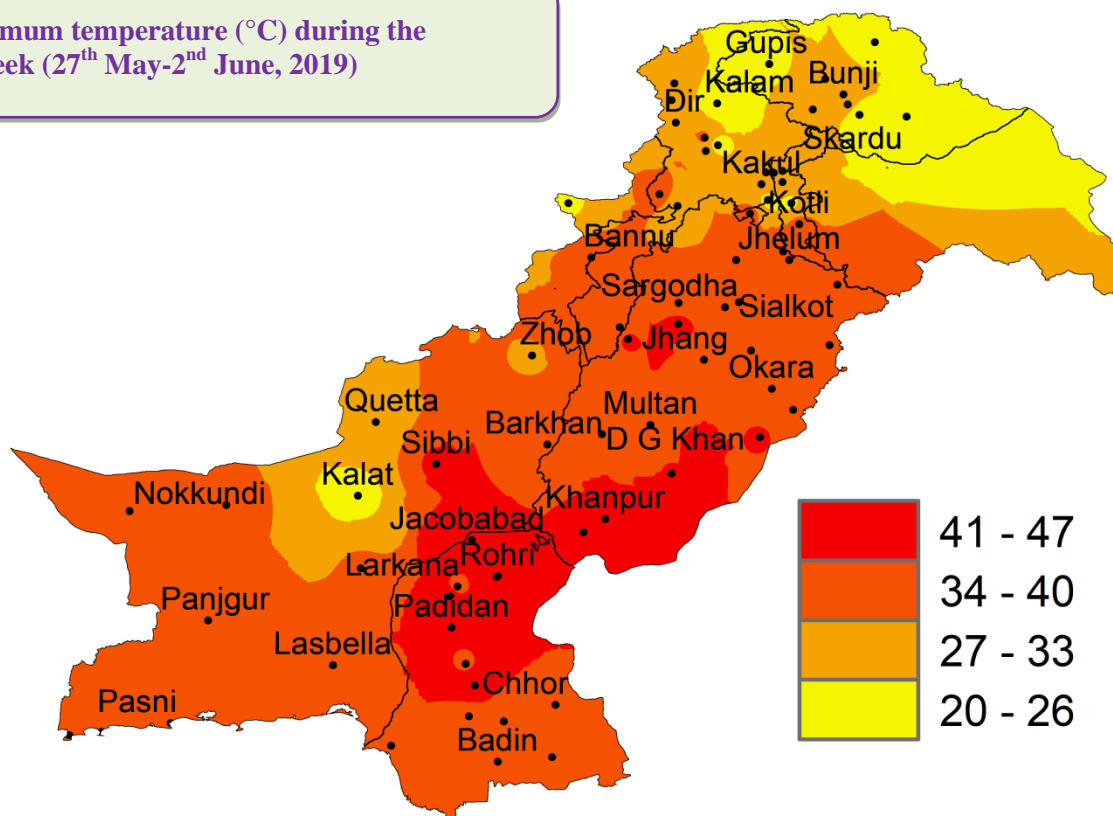 mum temperature (°C) during the
eek (27th May-2nd June, 2019)
Gupis
Kalam
Bunji
Dir
Skardu
Kakul
Kotli
Bannu
Jhelum
Sargodha
Sialkot
Zhob
Jhang
Okara
Quetta
Multan
Barkhan
D G Khan
Sibbi
Kalat
Nokkundi
Khanpur
Jacobabad
Rohri
Larkana
Panjgur
Padidan
Lasbella
Chhor
Pasni
Badin
41 - 47
34 - 40
27 - 33
20 - 26